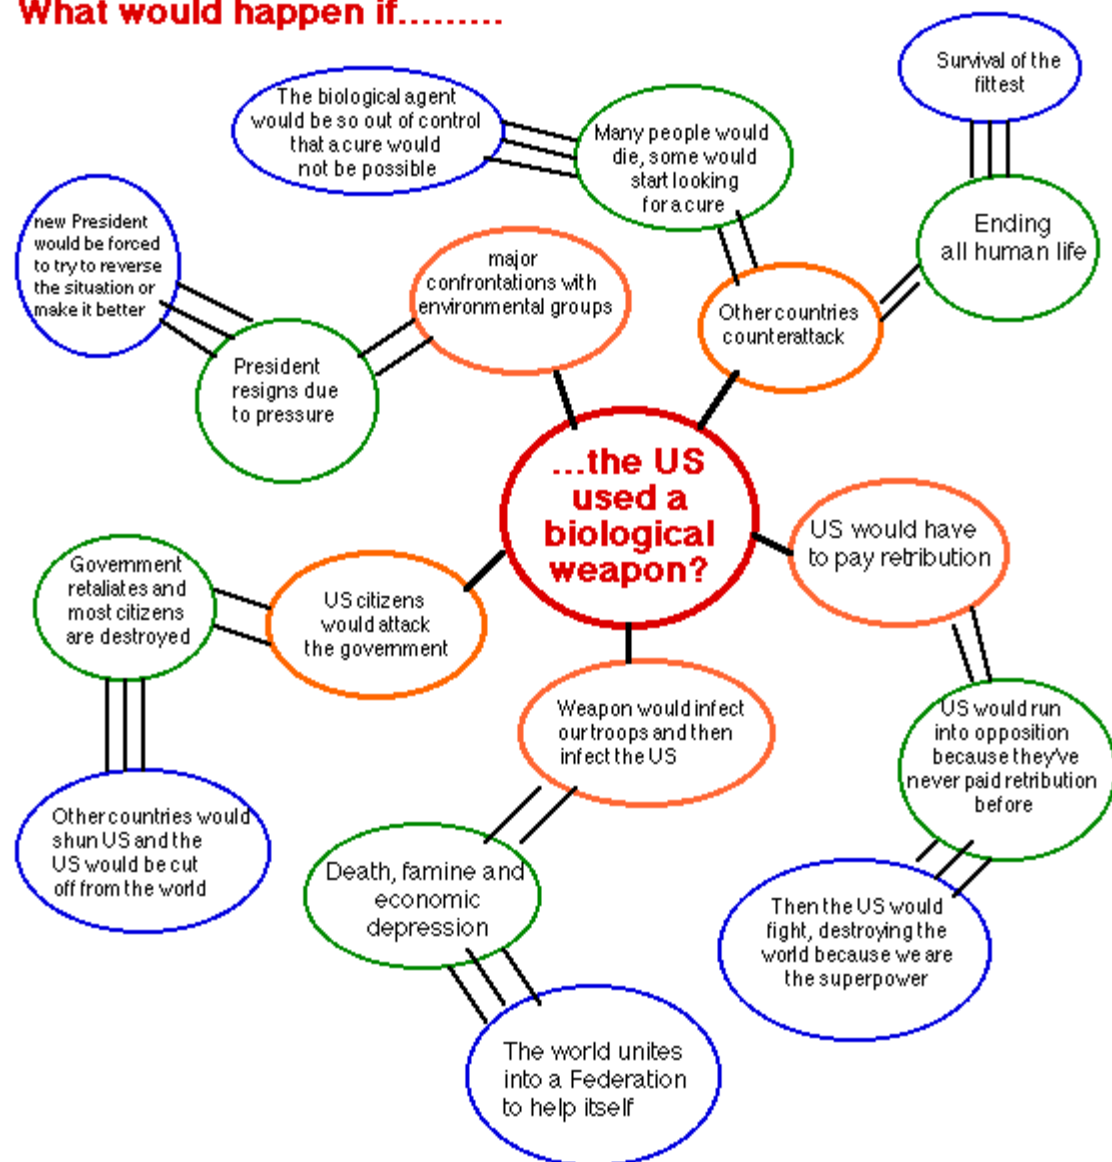 What would happen if.........
Survival of the
fittest
The biological agent
would be so out of control
that a cure would
not be possible
Many people would
die, some would
start looking
for a cure
new President
would be forced
to try to reverse
the situation or
make it better
major
confrontations with
environmental groups
Ending
all human life
Other countries
counterattack
President
resigns due
to pressure
...the US
used a
biological
weapon?
US would have
to pay retribution
Government
retaliates and
most citizens
are destroyed
US citizens
would attack
the government
Weapon would infect
our troops and then
infect the US
US would run
into opposition
because they've
never paid retribution
before
Other countries would
shun US and the
US would be cut
off from the world
Death, famine and
economic
depression
Then the US would
fight, destroying the
world because we are
the superpower
The world unites
into a Federation
to help itself